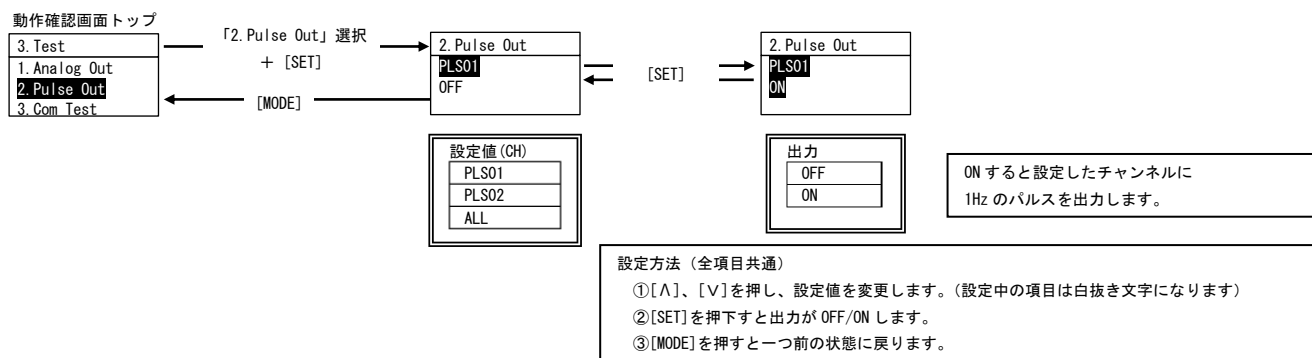 動作確認画面トップ
3. Test
1. Analog Out
2. Pulse Out
3. Com Test
「2. Pulse Out」選択
+ [SET]
[MODE]
2. Pulse Out
PLS01
OFF
[SET]
2. Pulse Out
PLS01
ON
設定値(CH)
PLS01
PLS02
ALL
出力
OFF
ON
ON すると設定したチャンネルに
1Hz のパルスを出力します。
設定方法（全項目共通）
①[Λ]、[V]を押し、設定値を変更します。(設定中の項目は白抜き文字になります)
②[SET]を押下すと出力が OFF/ON します。
③[MODE]を押すと一つ前の状態に戻ります。